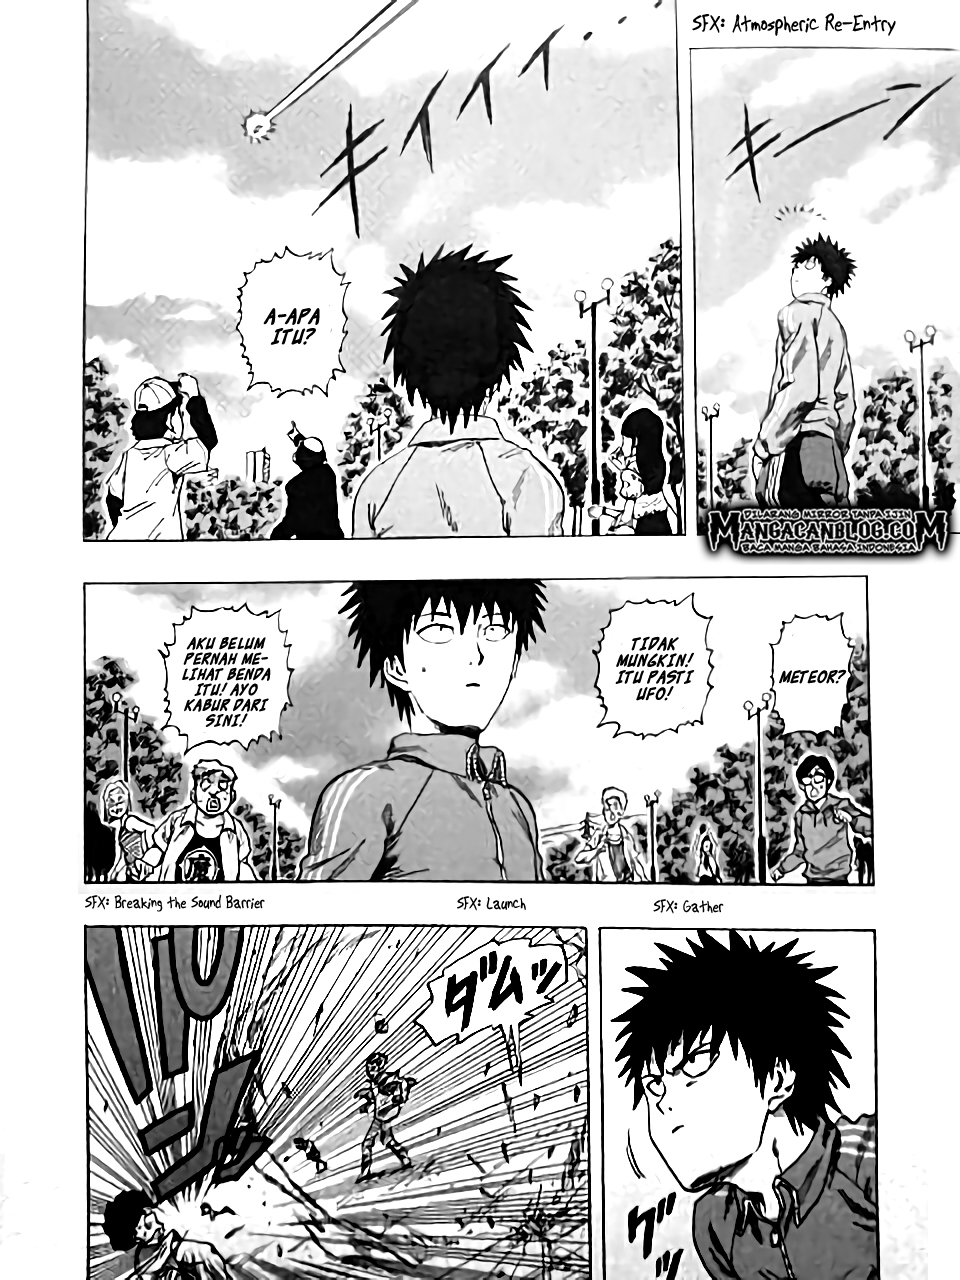 SFX: Atmospheric Re-Entry
キーン
キイイイ
A-APA
ITU?
DILARANG MIRROR TANPA IJIN
MANGACANBLOG.COM
BACA MANGA BAHASA INDONESIA
METEOR?
TIDAK
MUNGKIN!
ITU PASTI
UFO!
AKU BELUM
PERNAH ME-
LIHAT BENDA
ITU! AYO
KABUR DARI
SINI!
SFX: Breaking the Sound Barrier
SFX: Launch
SFX: Gather
グググ
ダムッ